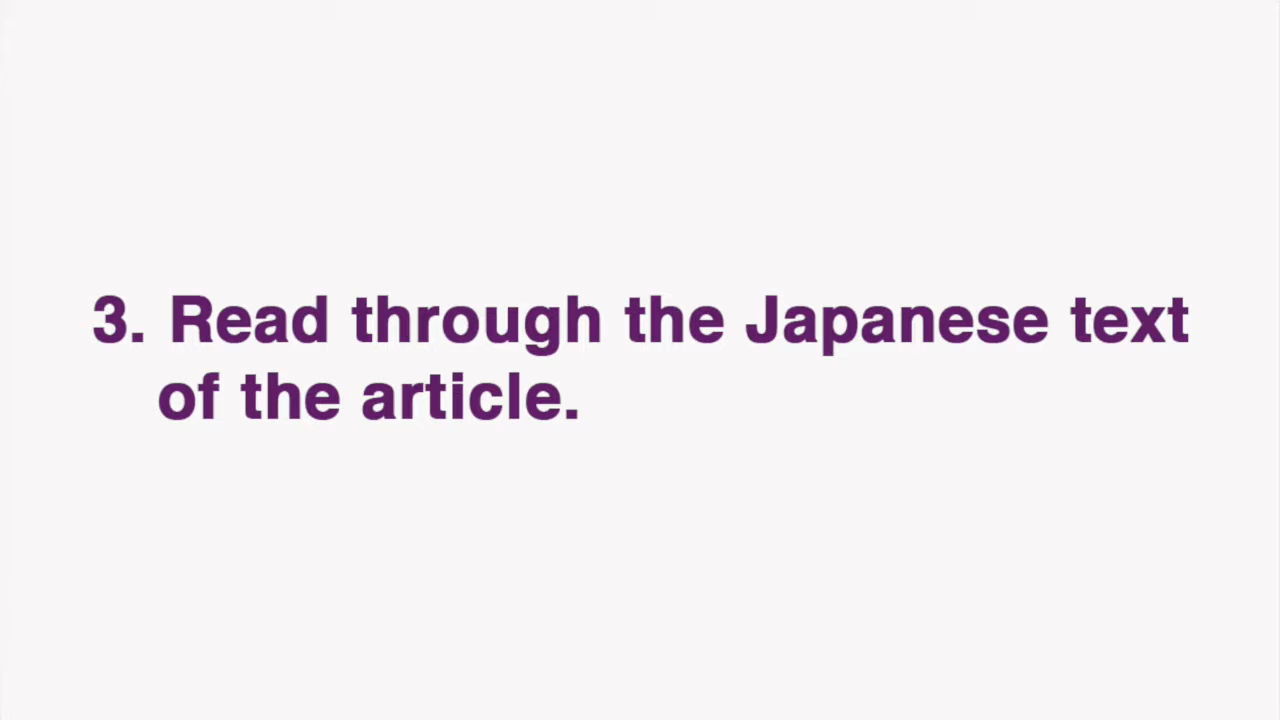 3. Read through the Japanese text
of the article.